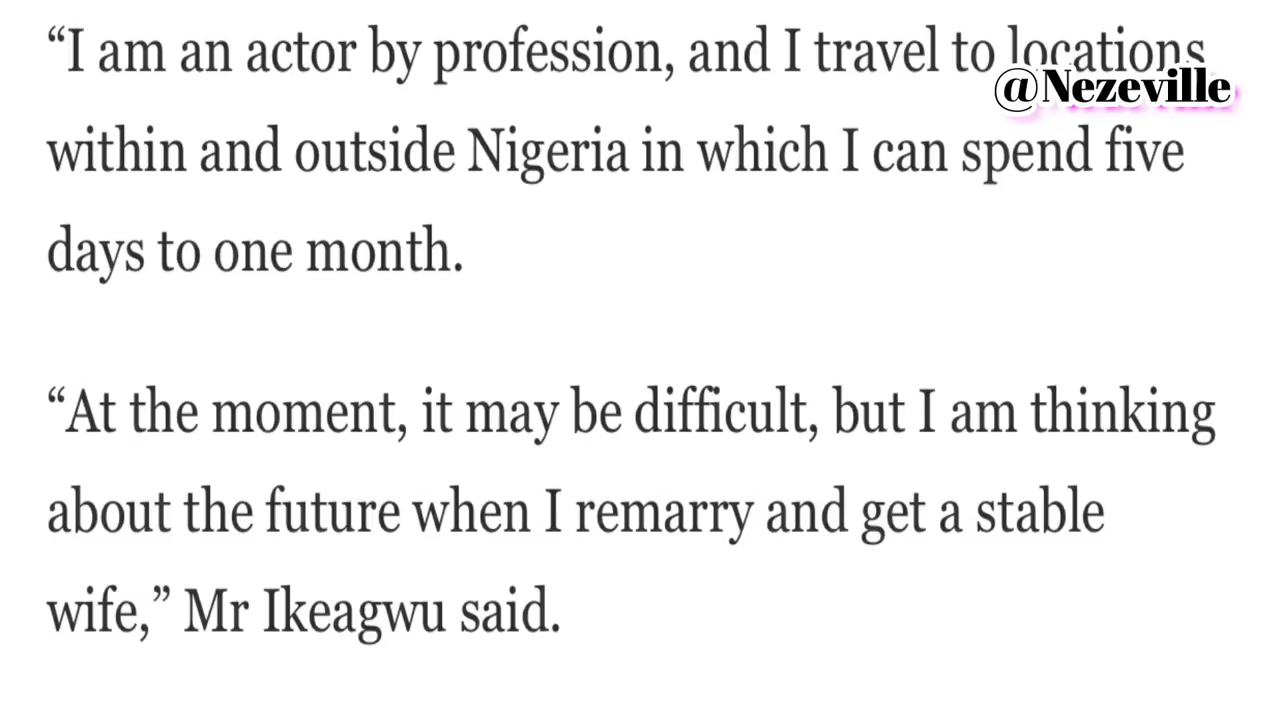 “I am an actor by profession, and I travel to locations
@Nezeville
within and outside Nigeria in which I can spend five
days to one month.
“At the moment, it may be difficult, but I am thinking
about the future when I remarry and get a stable
wife,” Mr Ikeagwu said.